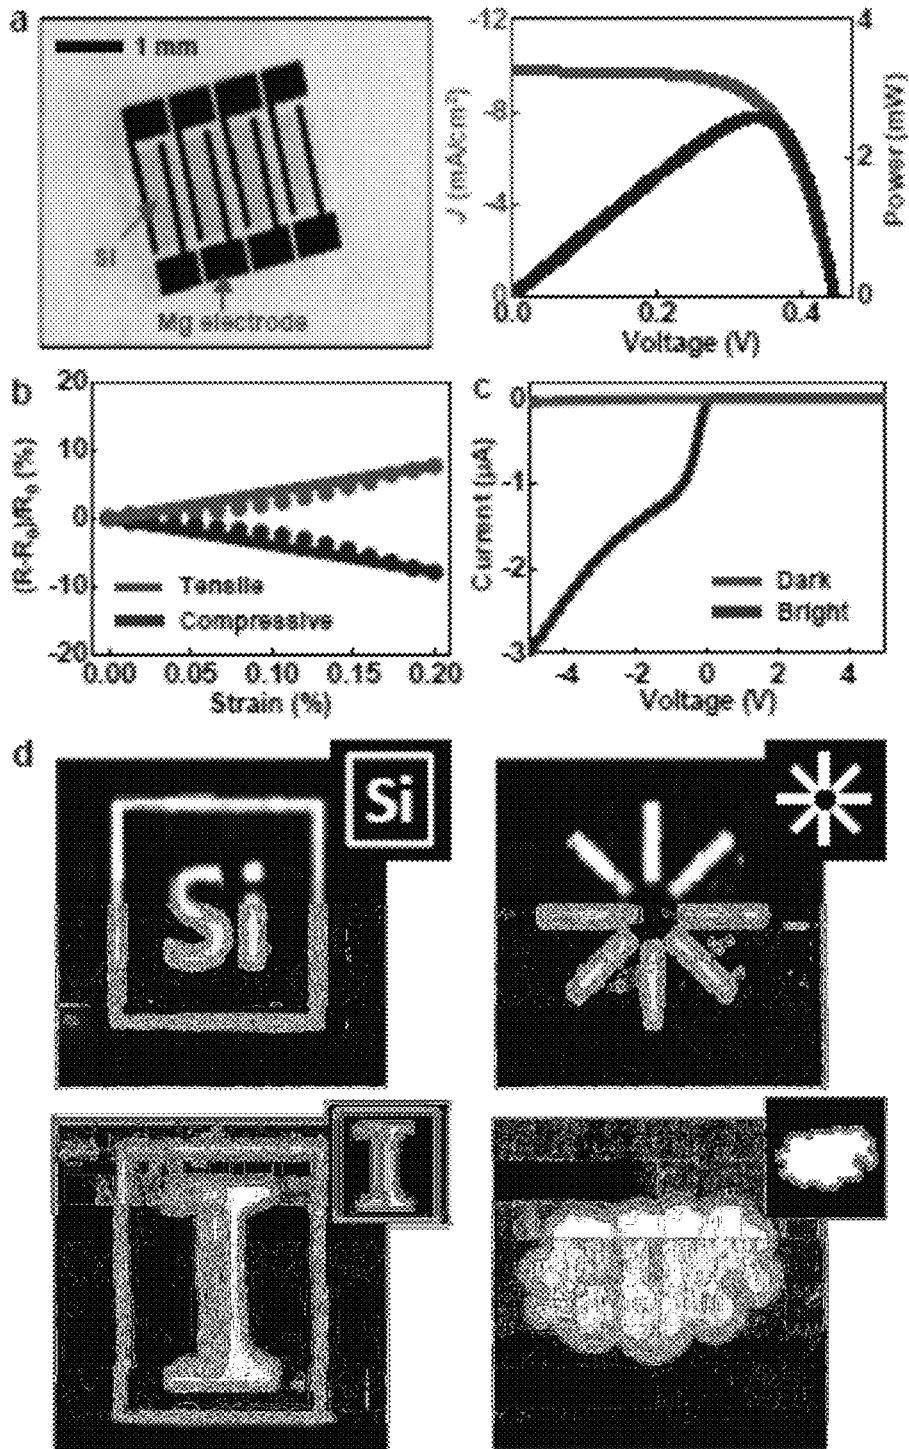 a
1 mm
Si
Mg electrode
-12
-8
-4
-0
J (mA/cm²)
4
2
0
Power (mW)
0.0 0.2 0.4
Voltage (V)
b
20
10
0
-10
-20
(R-R₀)/R₀ (%)
Tensile
Compressive
0.00 0.05 0.10 0.15 0.20
Strain (%)
c
0
-1
-2
-3
Current (µA)
Dark
Bright
-4 -2 0 2 4
Voltage (V)
d
Si
Si
I
I